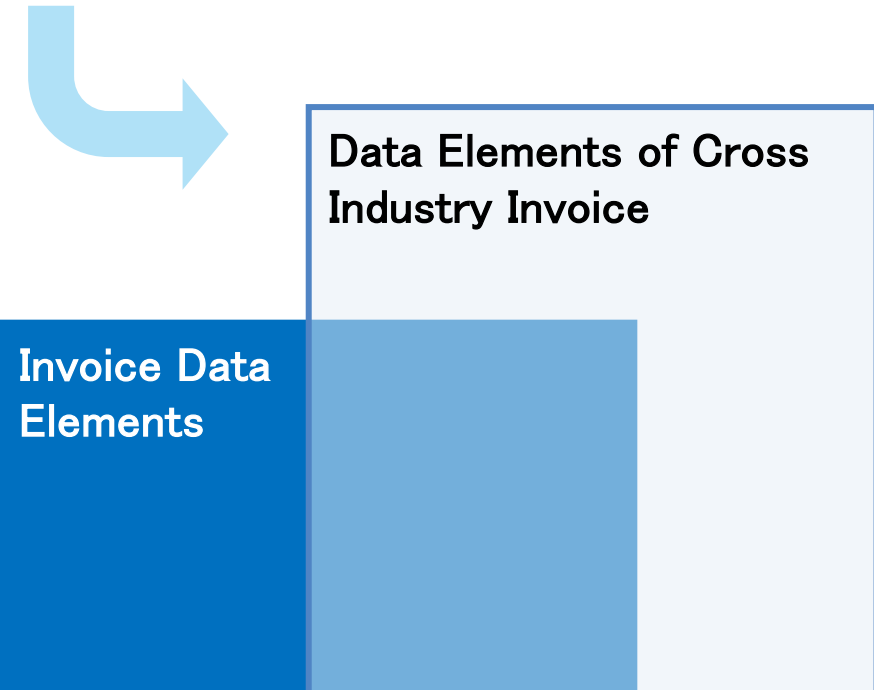 Data Elements of Cross
Industry Invoice
Invoice Data
Elements